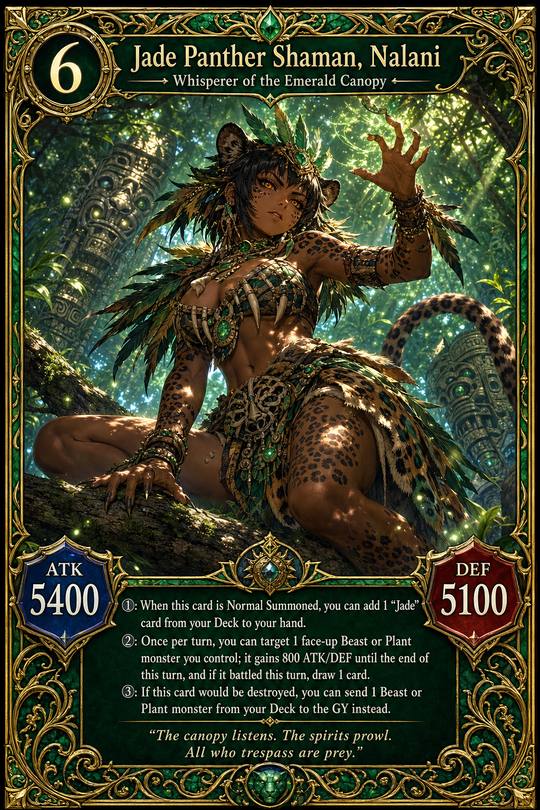 6
Jade Panther Shaman, Nalani
Whisperer of the Emerald Canopy
ATK
5400
DEF
5100
①: When this card is Normal Summoned, you can add 1 “Jade”
card from your Deck to your hand.
②: Once per turn, you can target 1 face-up Beast or Plant
monster you control; it gains 800 ATK/DEF until the end of
this turn, and if it battled this turn, draw 1 card.
③: If this card would be destroyed, you can send 1 Beast or
Plant monster from your Deck to the GY instead.
“The canopy listens. The spirits prowl.
All who trespass are prey.”